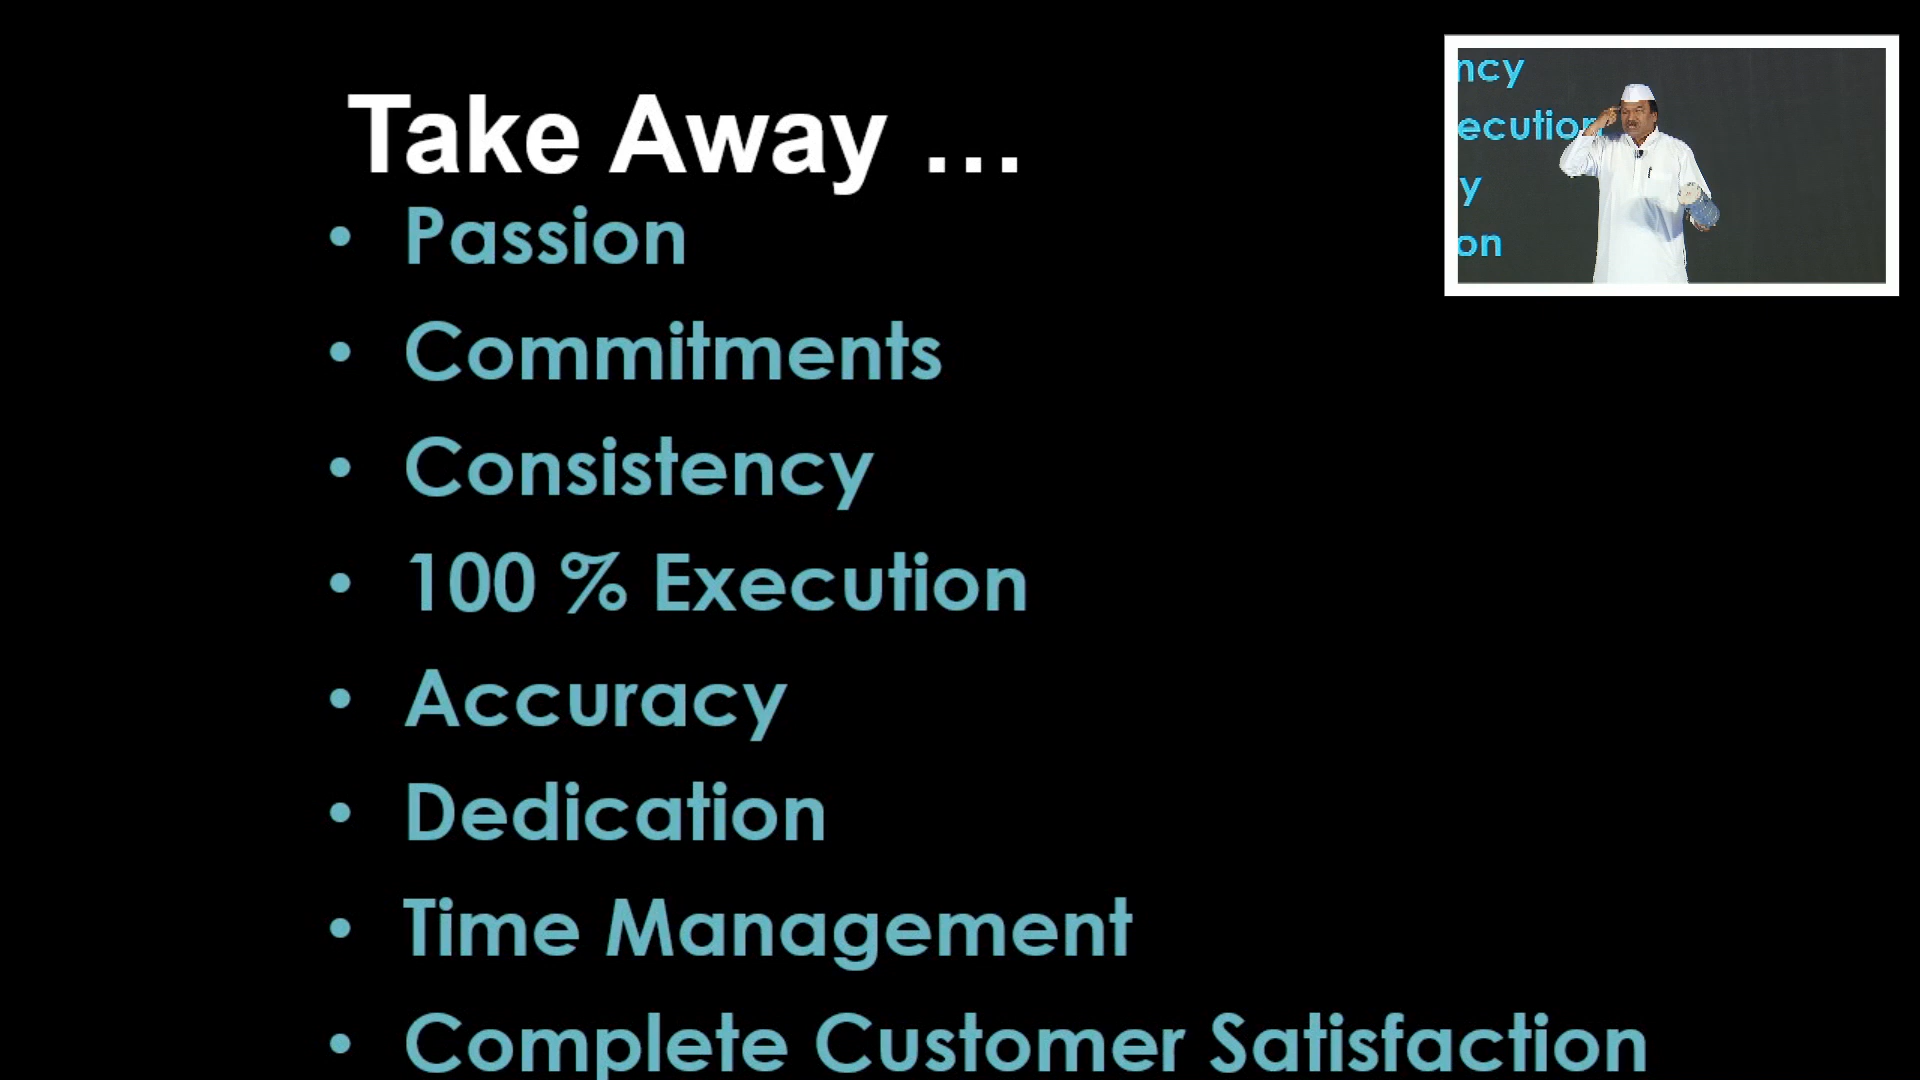 Take Away ...
• Passion
• Commitments
• Consistency
• 100 % Execution
• Accuracy
• Dedication
• Time Management
• Complete Customer Satisfaction
ncy
ecution
y
on